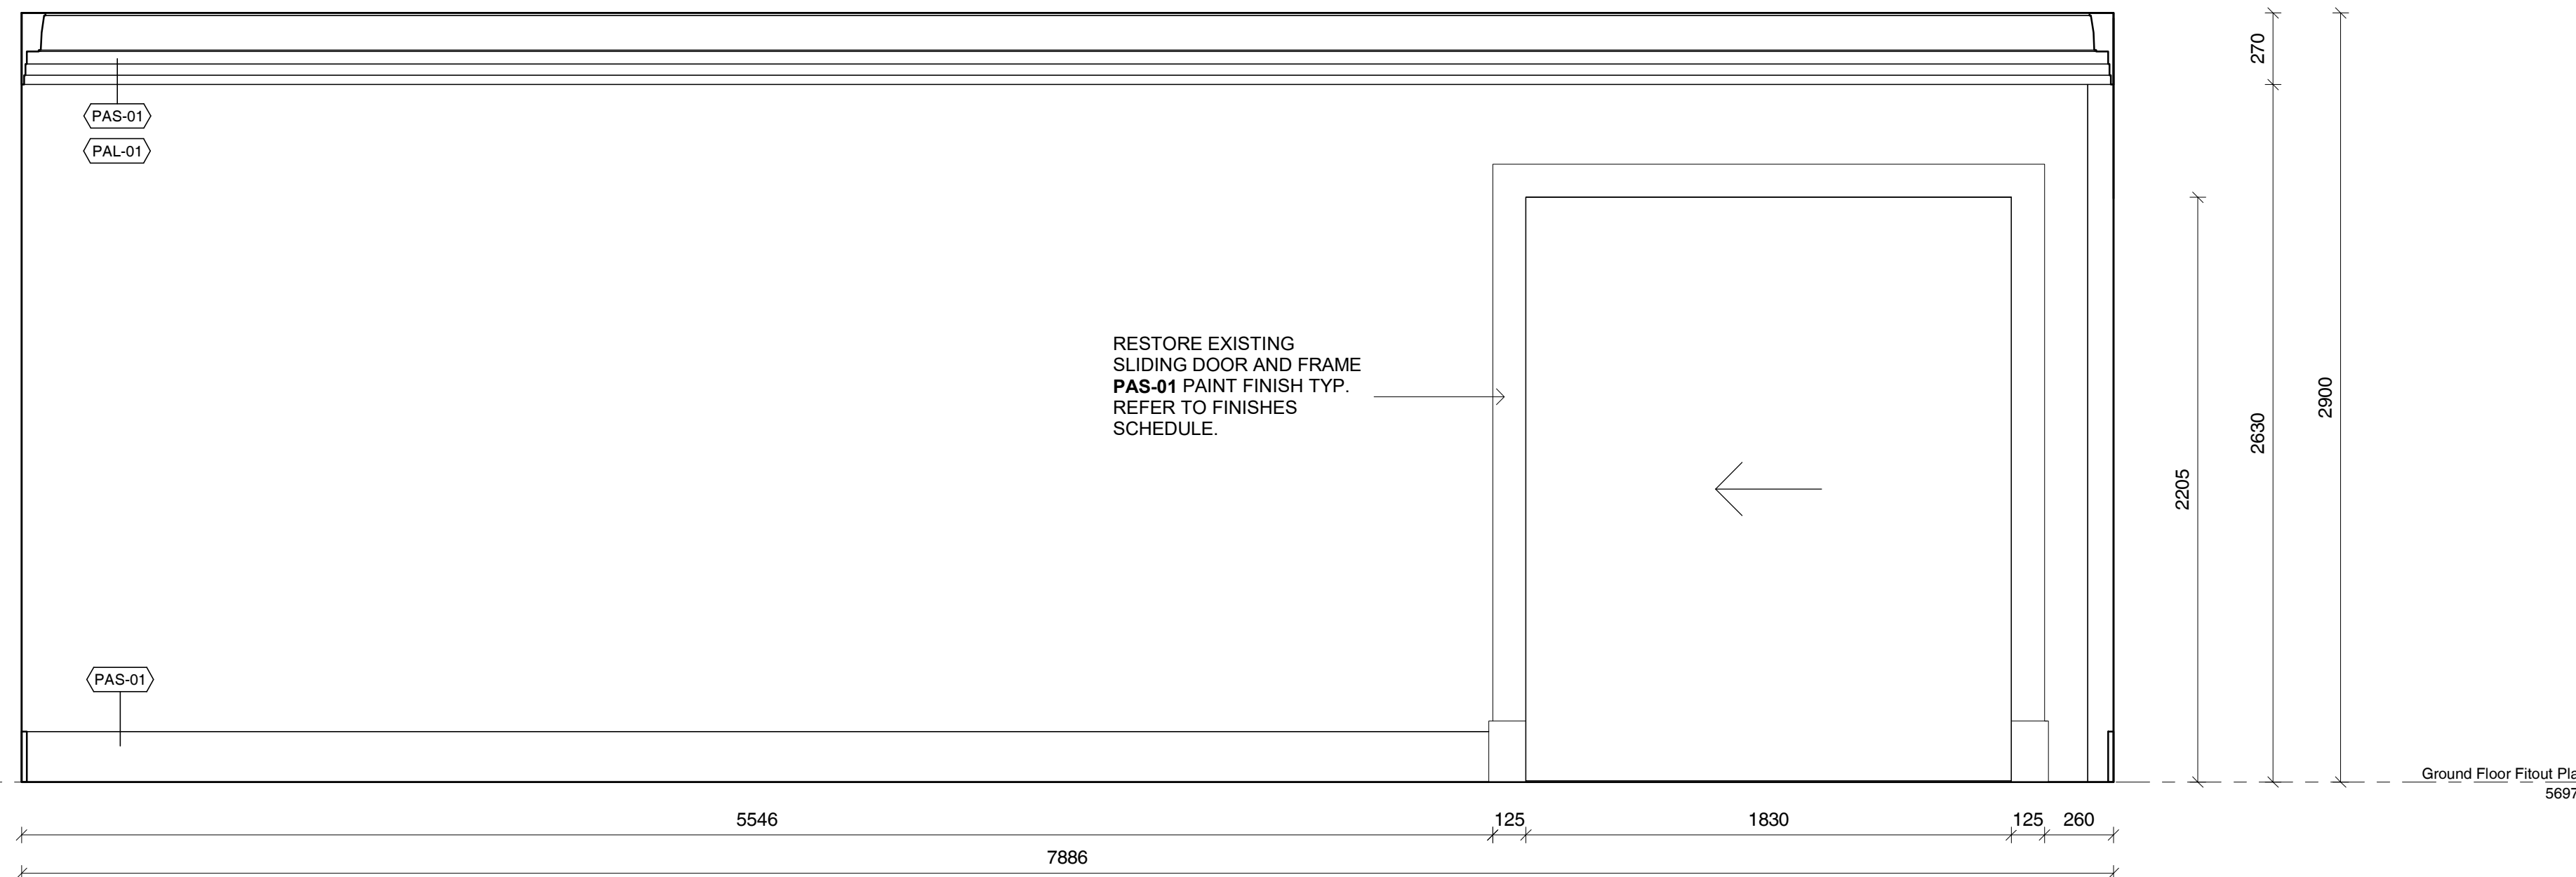 270
PAS-01
PAL-01
RESTORE EXISTING
SLIDING DOOR AND FRAME
PAS-01 PAINT FINISH TYP.
REFER TO FINISHES
SCHEDULE.
2205
2630
2900
PAS-01
Ground Floor Fitout Pla
5697
5546 125 1830 125 260
7886